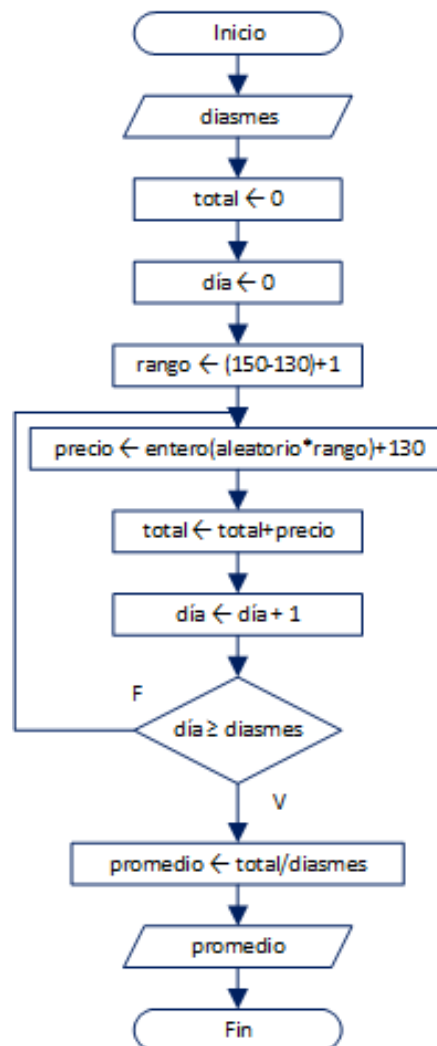 Inicio
diasmes
total ← 0
día ← 0
rango ← (150-130)+1
precio ← entero(aleatorio*rango)+130
total ← total+precio
día ← día + 1
F
día ≥ diasmes
V
promedio ← total/diasmes
promedio
Fin